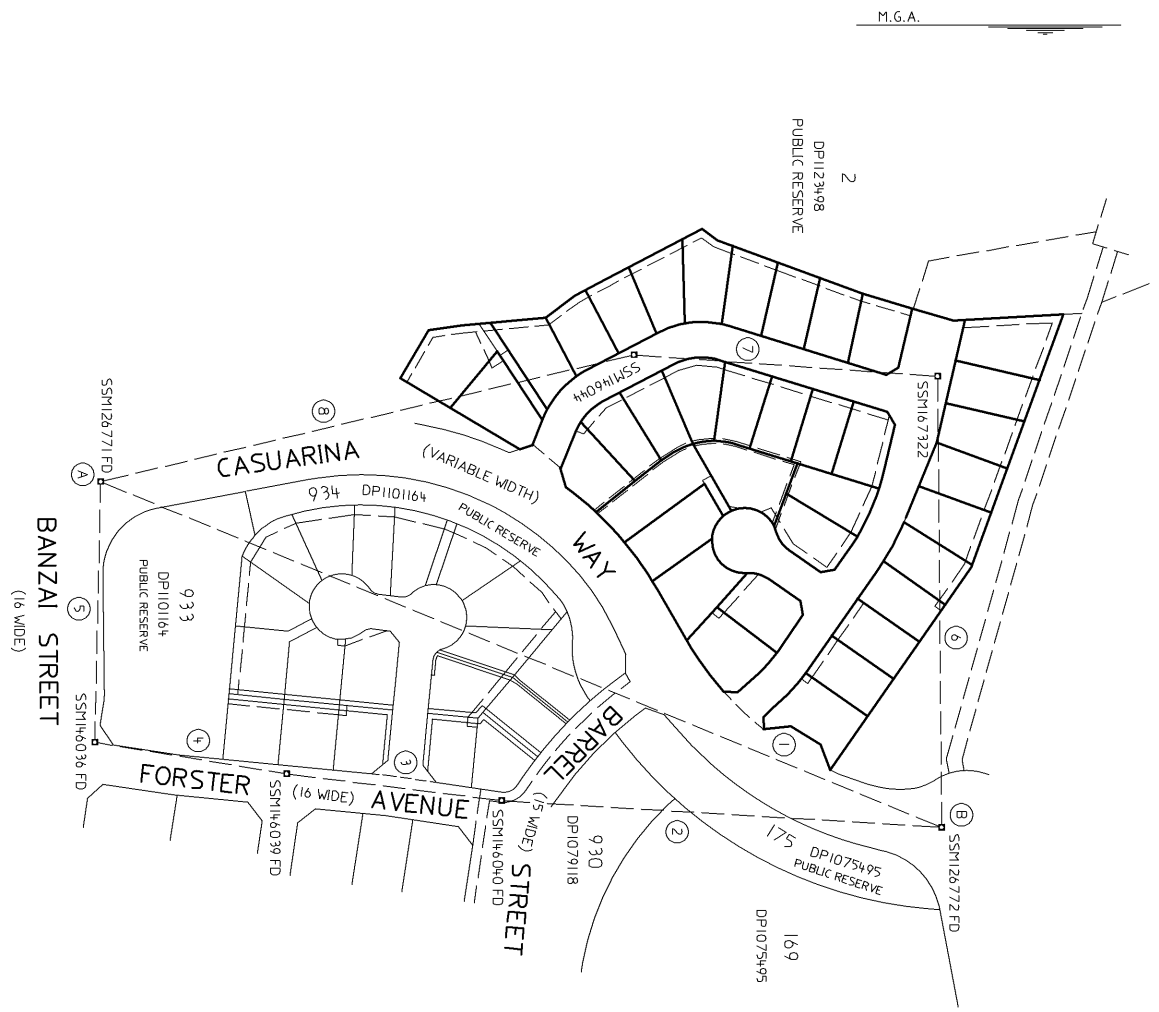 M.G.A.
2
DP1123498
PUBLIC RESERVE
7
SSM146044
SSM167322
8
SSM126771 FD
A
CASUARINA
(VARIABLE WIDTH)
WAY
934 DP1101164
PUBLIC RESERVE
BANZAI STREET
(16 WIDE)
5
933
DP1101164
PUBLIC RESERVE
6
SSM146036 FD
4
FORSTER
SSM146039 FD
(16 WIDE)
3
AVENUE
SSM146040 FD
BARREL
(15 WIDE)
STREET
1
2
B
SSM126772 FD
930
DP1079118
175 DP1075495
PUBLIC RESERVE
169
DP1075495